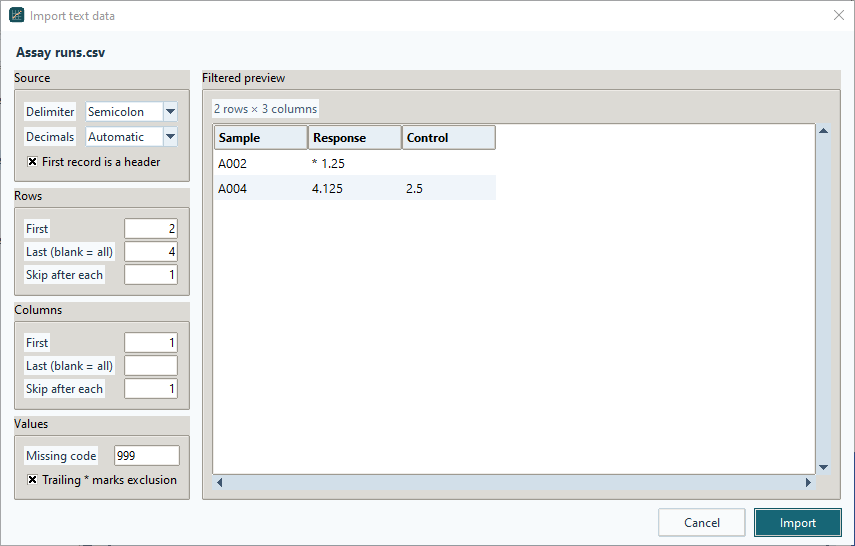 Import text data
Assay runs.csv
Source
Delimiter Semicolon
Decimals Automatic
First record is a header
Rows
First 2
Last (blank = all) 4
Skip after each 1
Columns
First 1
Last (blank = all)
Skip after each 1
Values
Missing code 999
Trailing * marks exclusion
Filtered preview
2 rows × 3 columns
Sample Response Control
A002 * 1.25
A004 4.125 2.5
Cancel Import